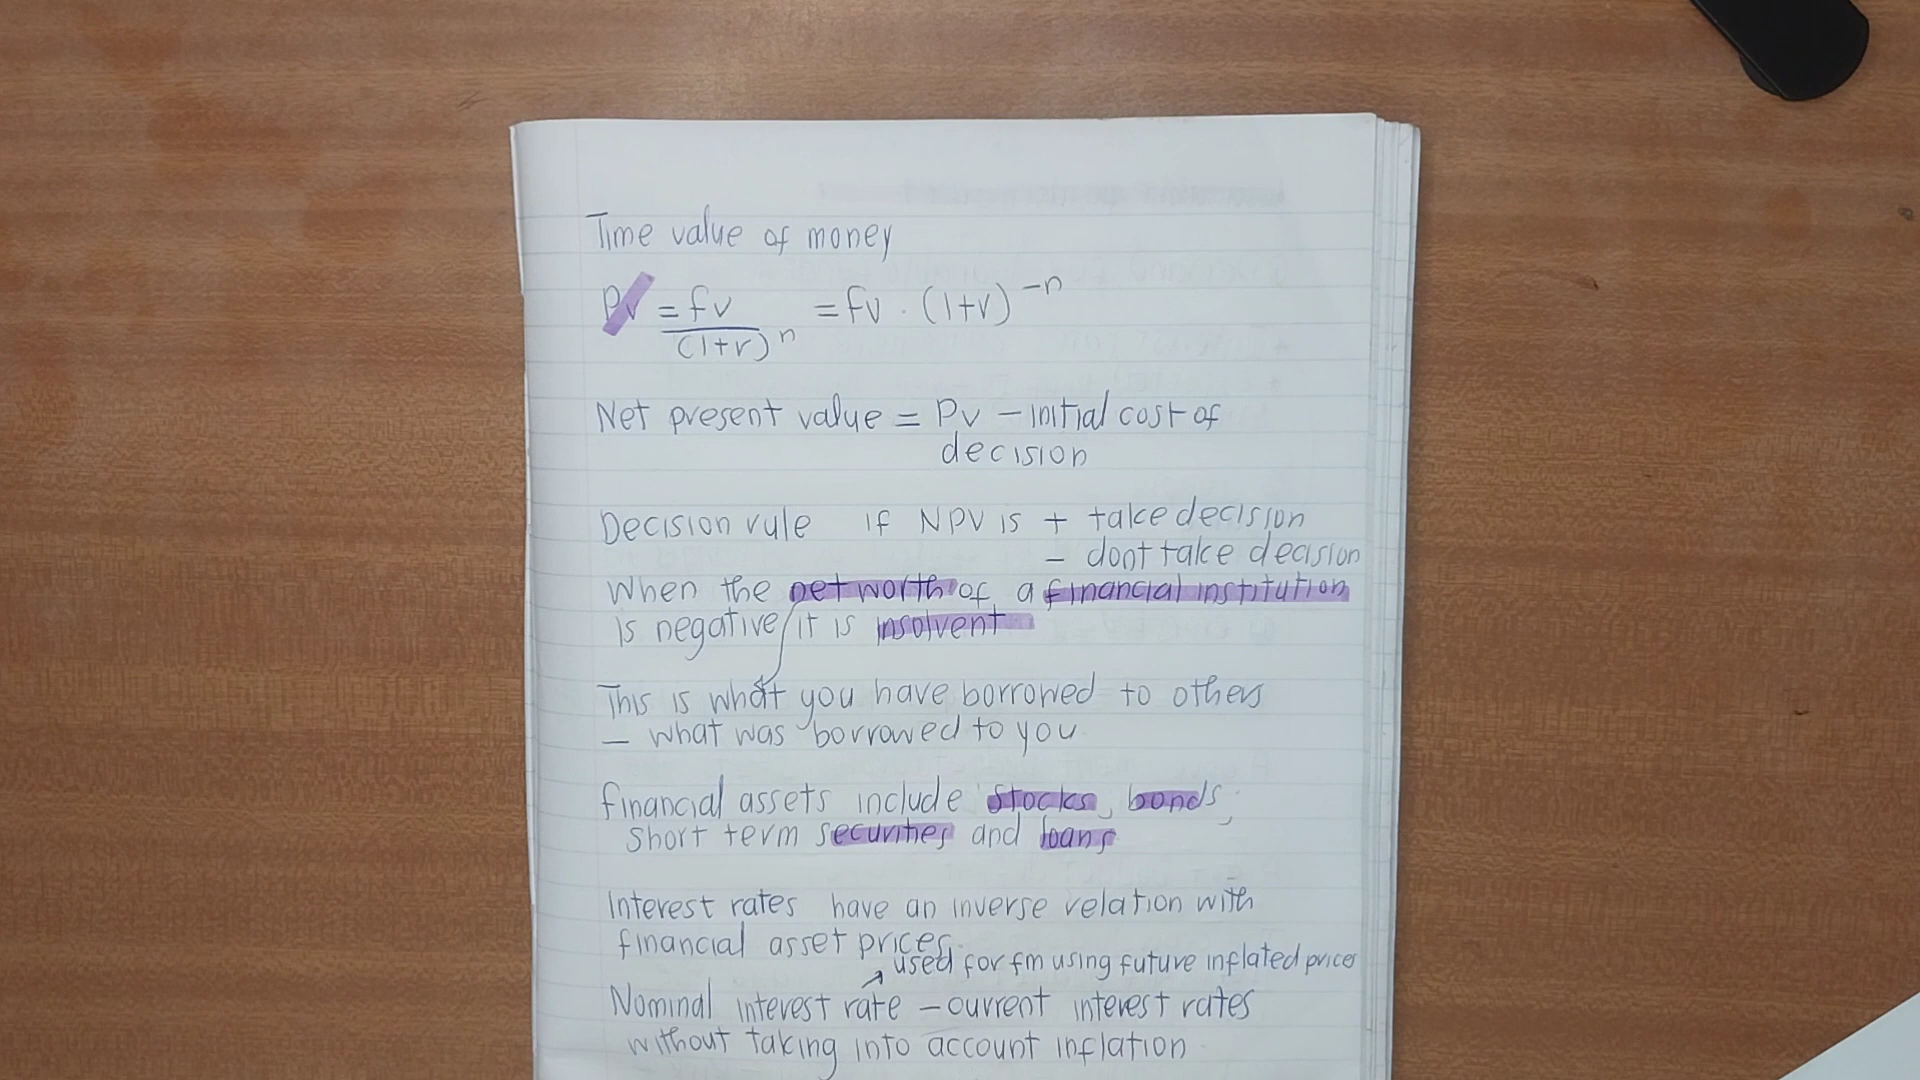 Time value of money
PV = fv / (1+r)^n = fv · (1+r)^-n
Net present value = PV - initial cost of
decision
Decision rule if NPV is + take decision
- dont take decision
When the net worth of a financial institution
is negative it is insolvent
This is what you have borrowed to others
- what was borrowed to you
financial assets include stocks, bonds,
short term securities and loans
Interest rates have an inverse relation with
financial asset prices.
used for fm using future inflated prices
Nominal interest rate - current interest rates
without taking into account inflation